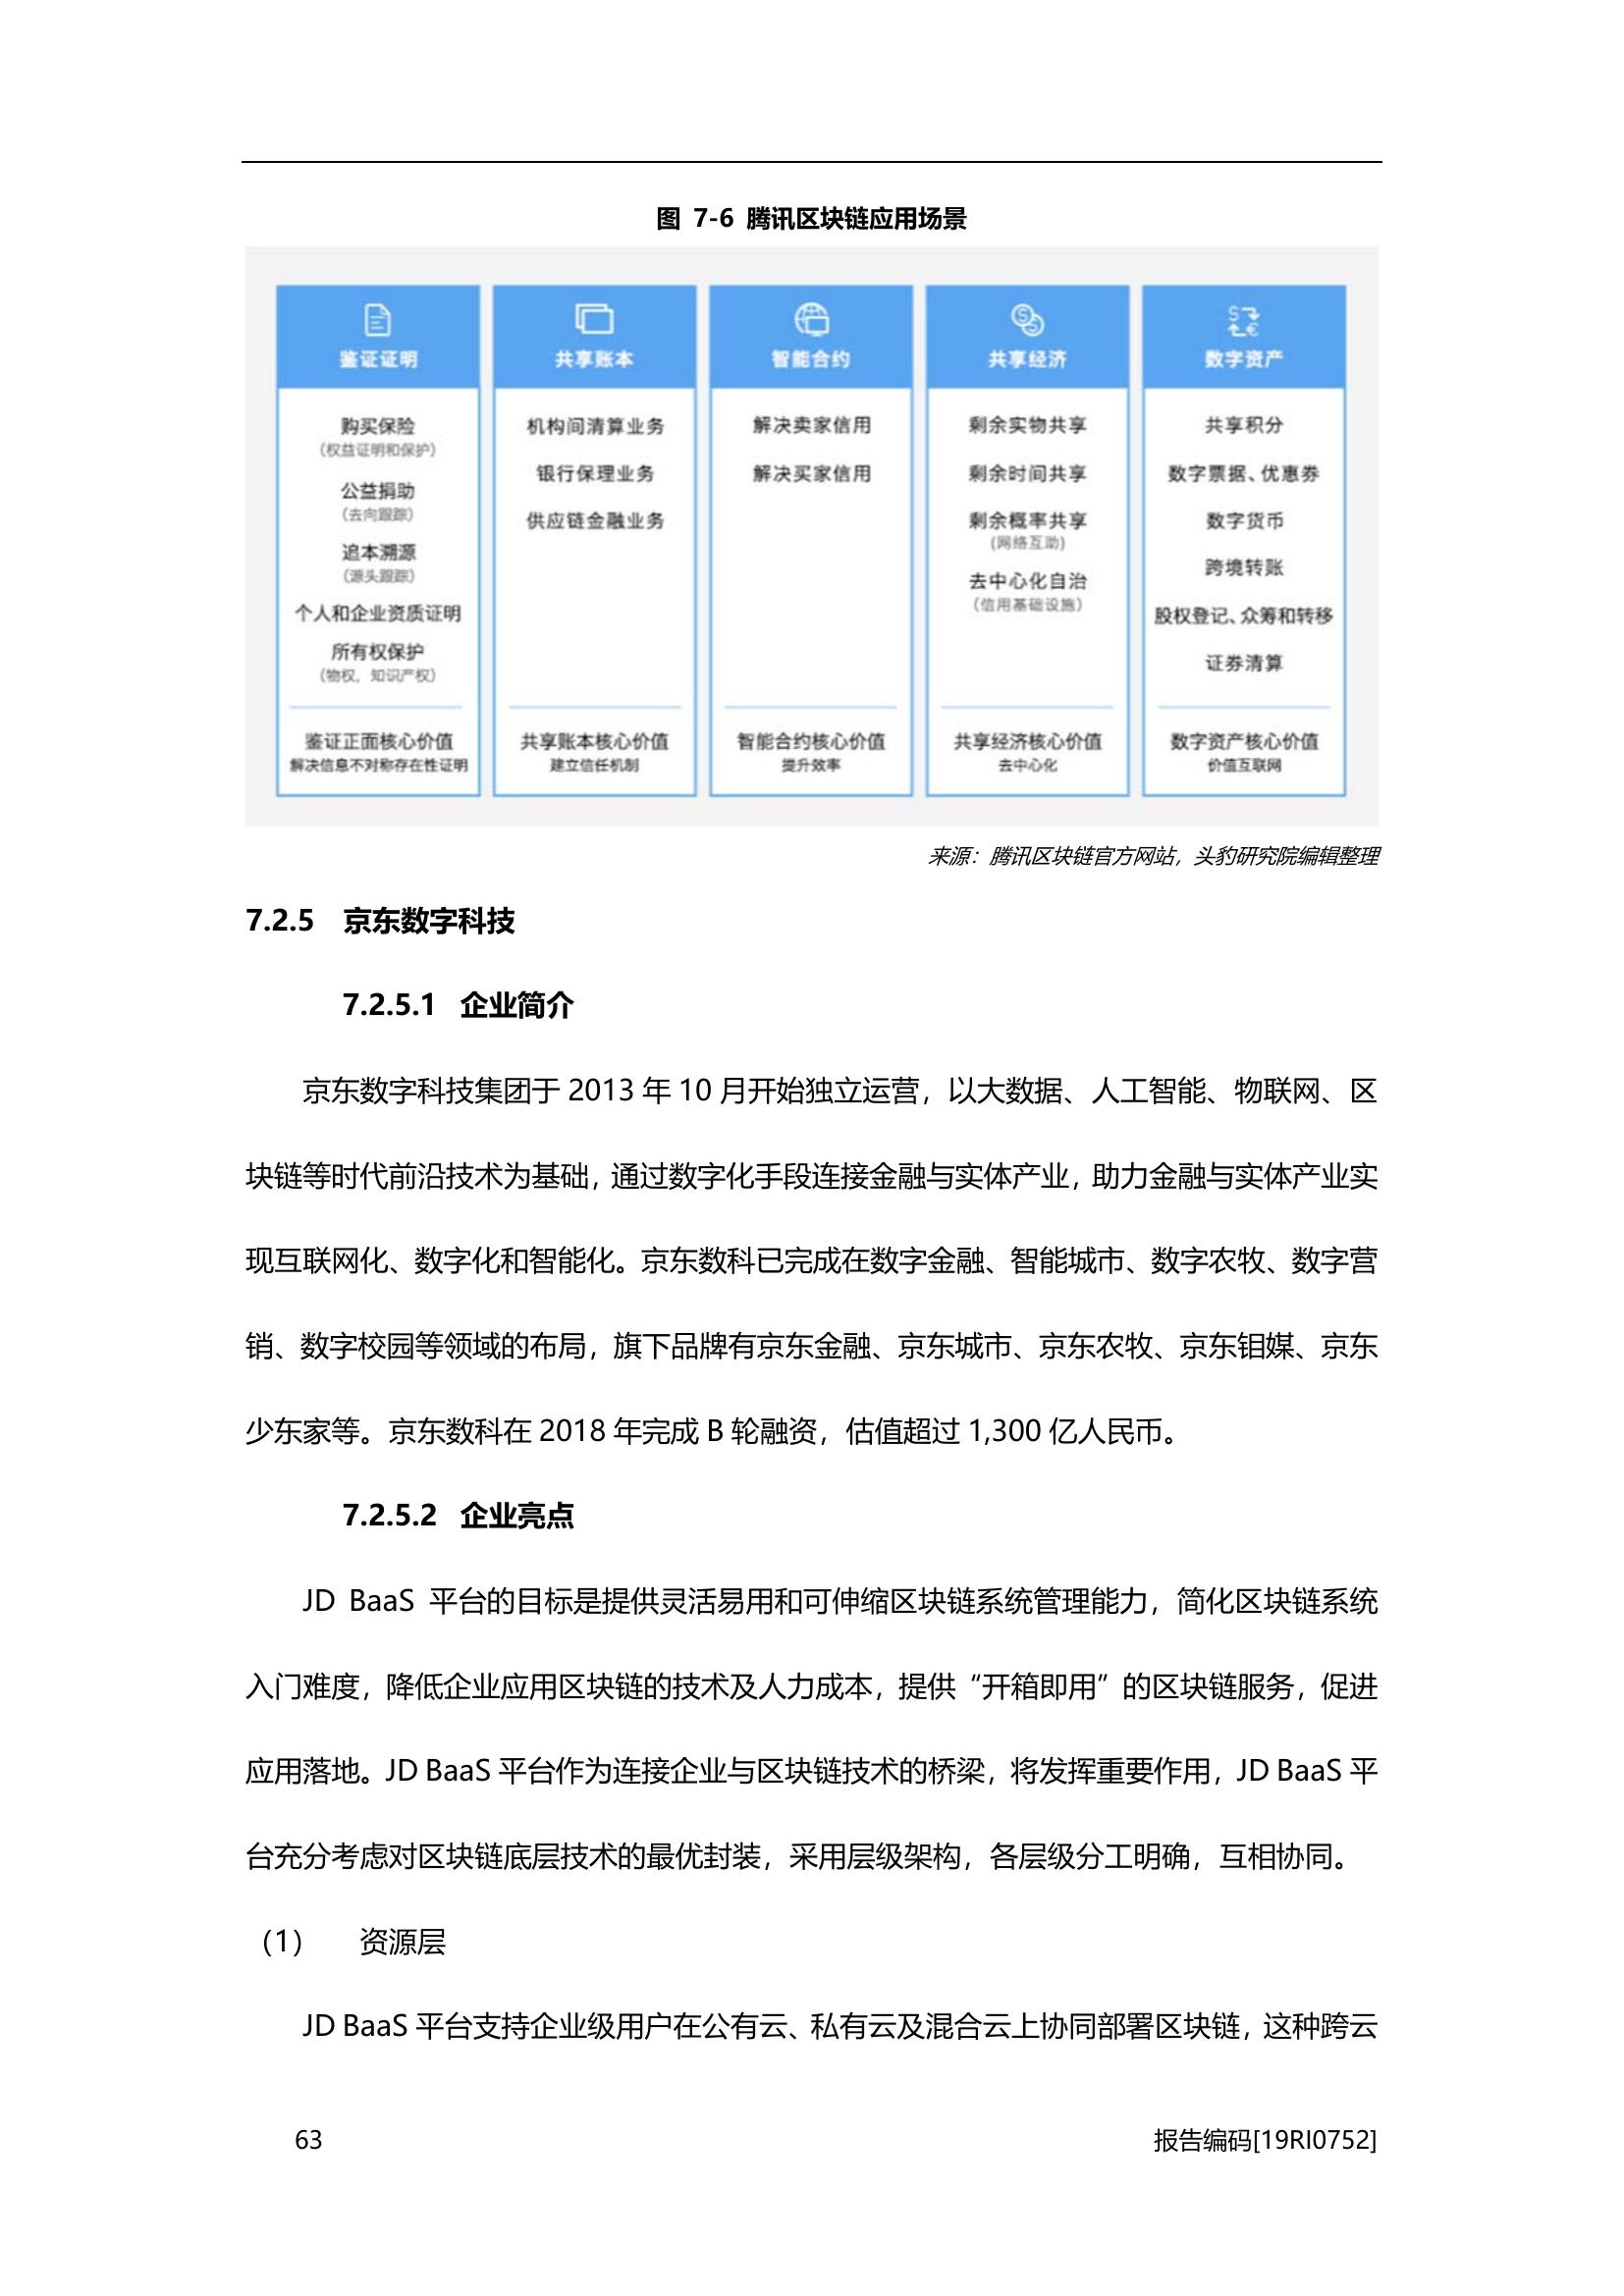 图 7-6 腾讯区块链应用场景
鉴证证明
购买保险
（权益证明和保护）
公益捐助
（去向跟踪）
追本溯源
（源头跟踪）
个人和企业资质证明
所有权保护
（物权，知识产权）
鉴证正面核心价值
解决信息不对称存在性证明
共享账本
机构间清算业务
银行保理业务
供应链金融业务
共享账本核心价值
建立信任机制
智能合约
解决卖家信用
解决买家信用
智能合约核心价值
提升效率
共享经济
剩余实物共享
剩余时间共享
剩余概率共享
（网络互助）
去中心化自治
（信用基础设施）
共享经济核心价值
去中心化
数字资产
共享积分
数字票据、优惠券
数字货币
跨境转账
股权登记、众筹和转移
证券清算
数字资产核心价值
价值互联网
来源：腾讯区块链官方网站，头豹研究院编辑整理
7.2.5 京东数字科技
7.2.5.1 企业简介
京东数字科技集团于 2013 年 10 月开始独立运营，以大数据、人工智能、物联网、区
块链等时代前沿技术为基础，通过数字化手段连接金融与实体产业，助力金融与实体产业实
现互联网化、数字化和智能化。京东数科已完成在数字金融、智能城市、数字农牧、数字营
销、数字校园等领域的布局，旗下品牌有京东金融、京东城市、京东农牧、京东钼媒、京东
少东家等。京东数科在 2018 年完成 B 轮融资，估值超过 1,300 亿人民币。
7.2.5.2 企业亮点
JD BaaS 平台的目标是提供灵活易用和可伸缩区块链系统管理能力，简化区块链系统
入门难度，降低企业应用区块链的技术及人力成本，提供“开箱即用”的区块链服务，促进
应用落地。JD BaaS 平台作为连接企业与区块链技术的桥梁，将发挥重要作用，JD BaaS 平
台充分考虑对区块链底层技术的最优封装，采用层级架构，各层级分工明确，互相协同。
（1） 资源层
JD BaaS 平台支持企业级用户在公有云、私有云及混合云上协同部署区块链，这种跨云
63
报告编码[19RI0752]